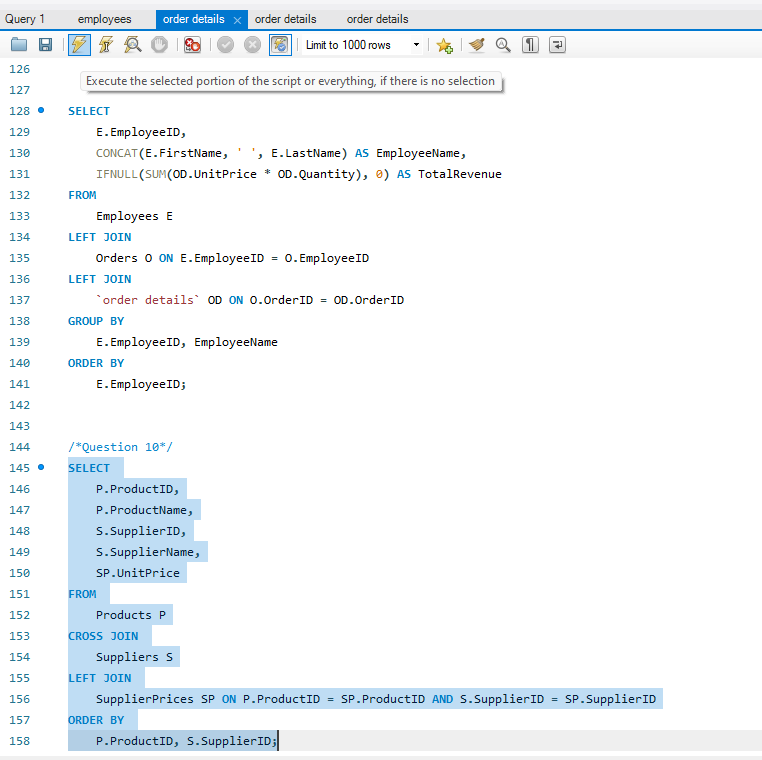 Query 1 employees order details × order details order details
Limit to 1000 rows
126
Execute the selected portion of the script or everything, if there is no selection
127
128 SELECT
129 E.EmployeeID,
130 CONCAT(E.FirstName, ' ', E.LastName) AS EmployeeName,
131 IFNULL(SUM(OD.UnitPrice * OD.Quantity), 0) AS TotalRevenue
132 FROM
133 Employees E
134 LEFT JOIN
135 Orders O ON E.EmployeeID = O.EmployeeID
136 LEFT JOIN
137 `order details` OD ON O.OrderID = OD.OrderID
138 GROUP BY
139 E.EmployeeID, EmployeeName
140 ORDER BY
141 E.EmployeeID;
142
143
144 /*Question 10*/
145 SELECT
146 P.ProductID,
147 P.ProductName,
148 S.SupplierID,
149 S.SupplierName,
150 SP.UnitPrice
151 FROM
152 Products P
153 CROSS JOIN
154 Suppliers S
155 LEFT JOIN
156 SupplierPrices SP ON P.ProductID = SP.ProductID AND S.SupplierID = SP.SupplierID
157 ORDER BY
158 P.ProductID, S.SupplierID;